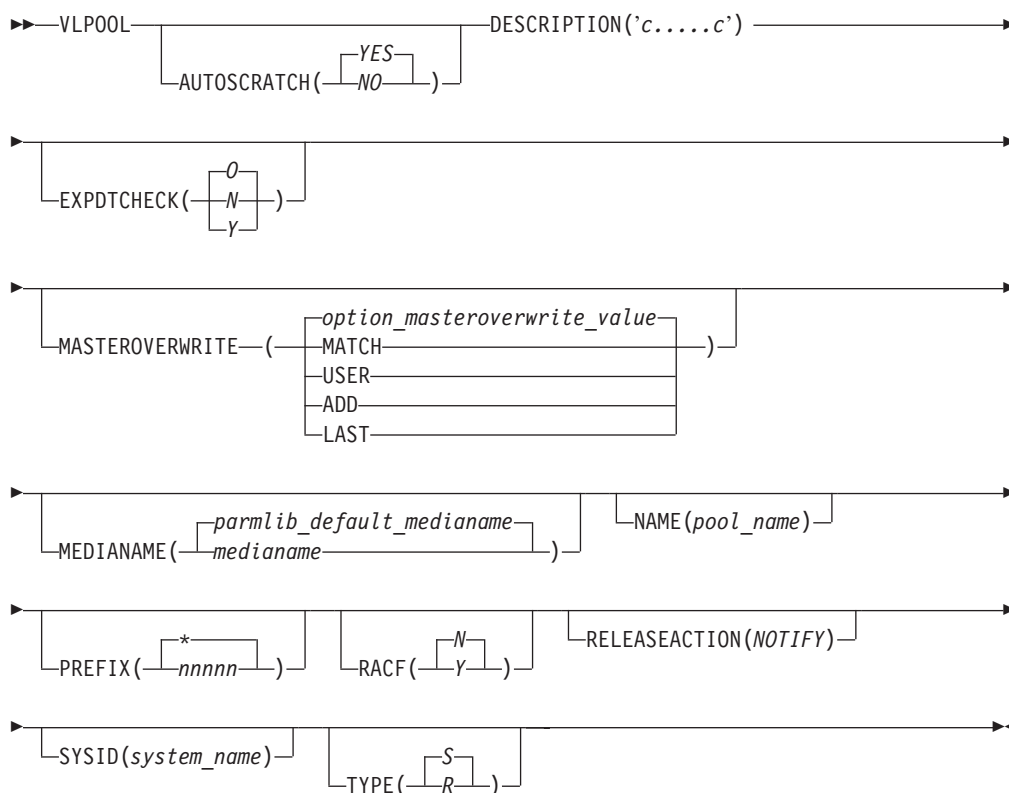 VLPOOL DESCRIPTION('c.....c')
YES
AUTOSCRATCH( NO )
O
EXPDTCHECK( N )
Y
option_masteroverwrite_value
MASTEROVERWRITE ( MATCH )
USER
ADD
LAST
parmlib_default_medianame NAME(pool_name)
MEDIANAME( medianame )
* N RELEASEACTION(NOTIFY)
PREFIX( nnnnn ) RACF( Y )
SYSID(system_name) S
TYPE( R )